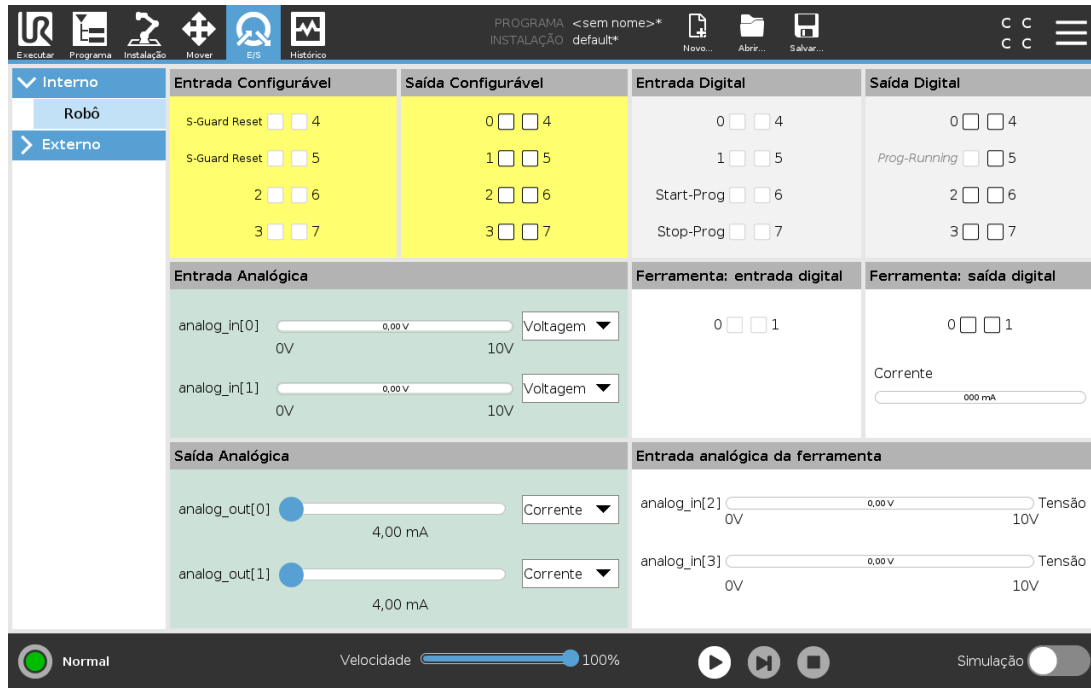 PROGRAMA <sem nome>*
INSTALAÇÃO default*
UR
Executar Programa Instalação Mover E/S Histórico
Novo... Abrir... Salvar...
C C
C C
Interno
Robô
Externo
Entrada Configurável
S-Guard Reset 4
S-Guard Reset 5
2 6
3 7
Saída Configurável
0 4
1 5
2 6
3 7
Entrada Digital
0 4
1 5
Start-Prog 6
Stop-Prog 7
Saída Digital
0 4
Prog-Running 5
2 6
3 7
Entrada Analógica
analog_in[0] 0,00 V Voltagem
0V 10V
analog_in[1] 0,00 V Voltagem
0V 10V
Ferramenta: entrada digital
0 1
Ferramenta: saída digital
0 1
Corrente
000 mA
Saída Analógica
analog_out[0] Corrente
4,00 mA
analog_out[1] Corrente
4,00 mA
Entrada analógica da ferramenta
analog_in[2] 0,00 V Tensão
0V 10V
analog_in[3] 0,00 V Tensão
0V 10V
Normal Velocidade 100% Simulação